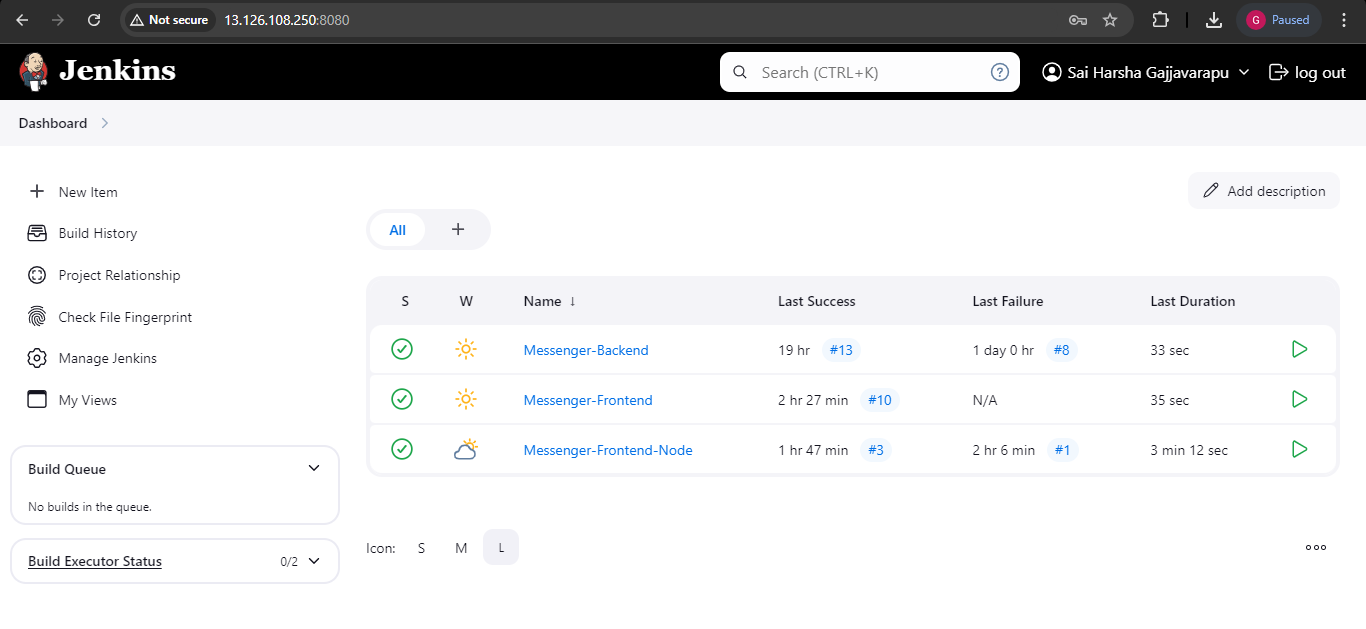 Not secure 13.126.108.250:8080 G Paused
Jenkins Search (CTRL+K) ? Sai Harsha Gajjavarapu log out
Dashboard
New Item
Build History
Project Relationship
Check File Fingerprint
Manage Jenkins
My Views
Build Queue
No builds in the queue.
Build Executor Status 0/2
Add description
All +
S W Name ↓ Last Success Last Failure Last Duration
Messenger-Backend 19 hr #13 1 day 0 hr #8 33 sec
Messenger-Frontend 2 hr 27 min #10 N/A 35 sec
Messenger-Frontend-Node 1 hr 47 min #3 2 hr 6 min #1 3 min 12 sec
Icon: S M L